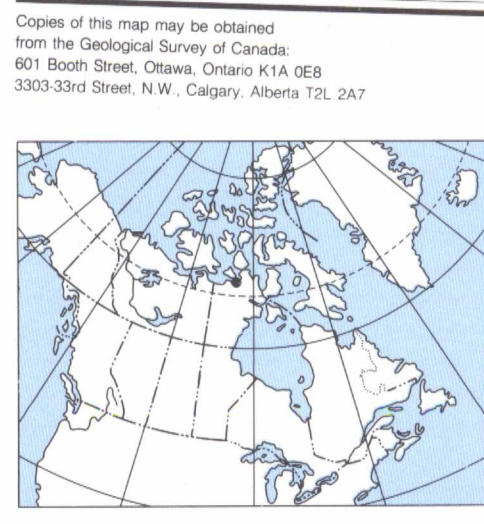 Copies of this map may be obtained
from the Geological Survey of Canada:
601 Booth Street, Ottawa, Ontario K1A 0E8
3303-33rd Street, N.W., Calgary, Alberta T2L 2A7